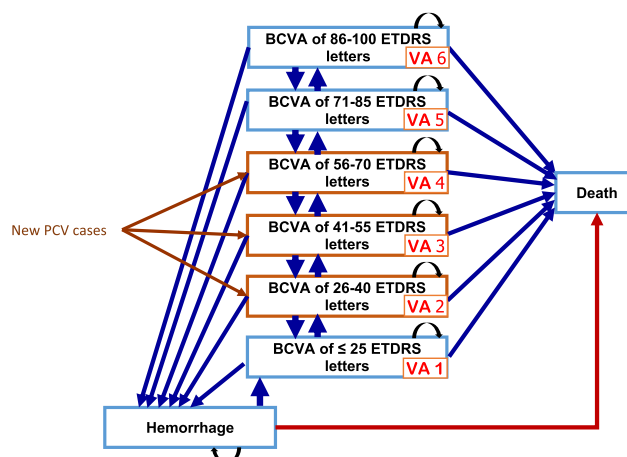 BCVA of 86-100 ETDRS
letters
VA 6
BCVA of 71-85 ETDRS
letters
VA 5
BCVA of 56-70 ETDRS
letters
VA 4
Death
New PCV cases
BCVA of 41-55 ETDRS
letters
VA 3
BCVA of 26-40 ETDRS
letters
VA 2
BCVA of ≤ 25 ETDRS
letters
VA 1
Hemorrhage